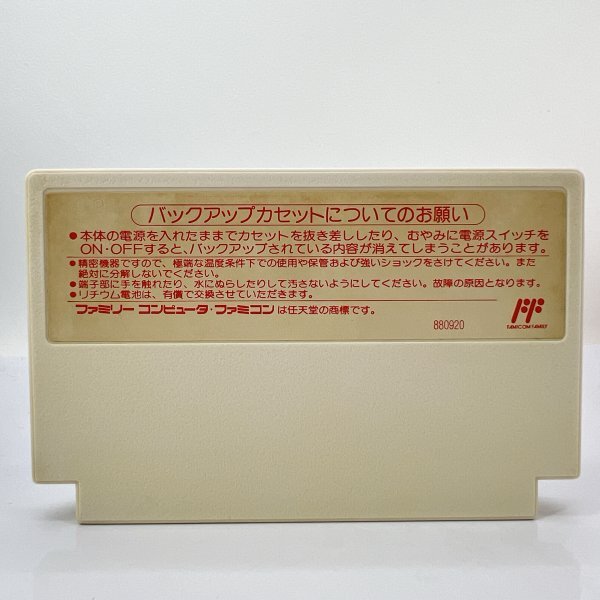 バックアップカセットについてのお願い
●本体の電源を入れたままでカセットを抜き差ししたり、むやみに電源スイッチを
ON・OFFすると、バックアップされている内容が消えてしまうことがあります。
●精密機器ですので、極端な温度条件下での使用や保管および強いショックをさけてください。また
絶対に分解しないでください。
●端子部に手を触れたり、水にぬらしたりして汚さないようにしてください。故障の原因となります。
●リチウム電池は、有償で交換させていただきます。
ファミリー コンピュータ・ファミコン は任天堂の商標です。
880920
FF
FAMICOM FAMILY